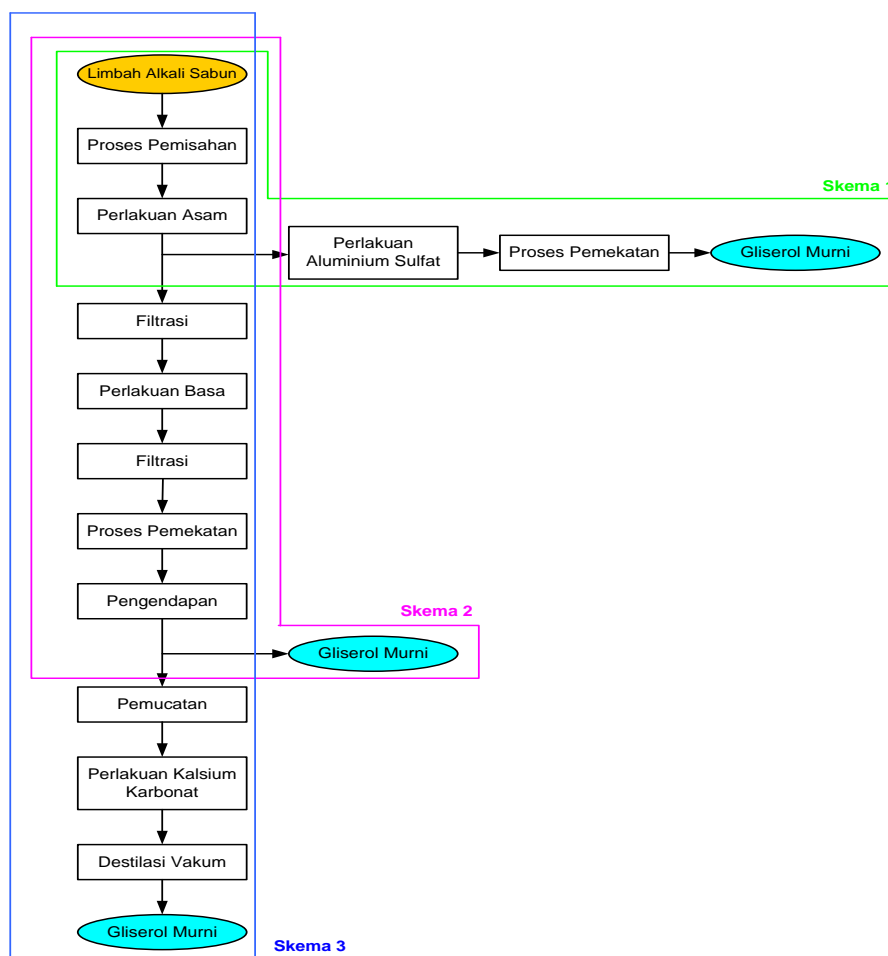 Limbah Alkali Sabun
Proses Pemisahan
Skema 1
Perlakuan Asam
Perlakuan
Aluminium Sulfat
Proses Pemekatan
Gliserol Murni
Filtrasi
Perlakuan Basa
Filtrasi
Proses Pemekatan
Pengendapan
Skema 2
Gliserol Murni
Pemucatan
Perlakuan Kalsium
Karbonat
Destilasi Vakum
Gliserol Murni
Skema 3